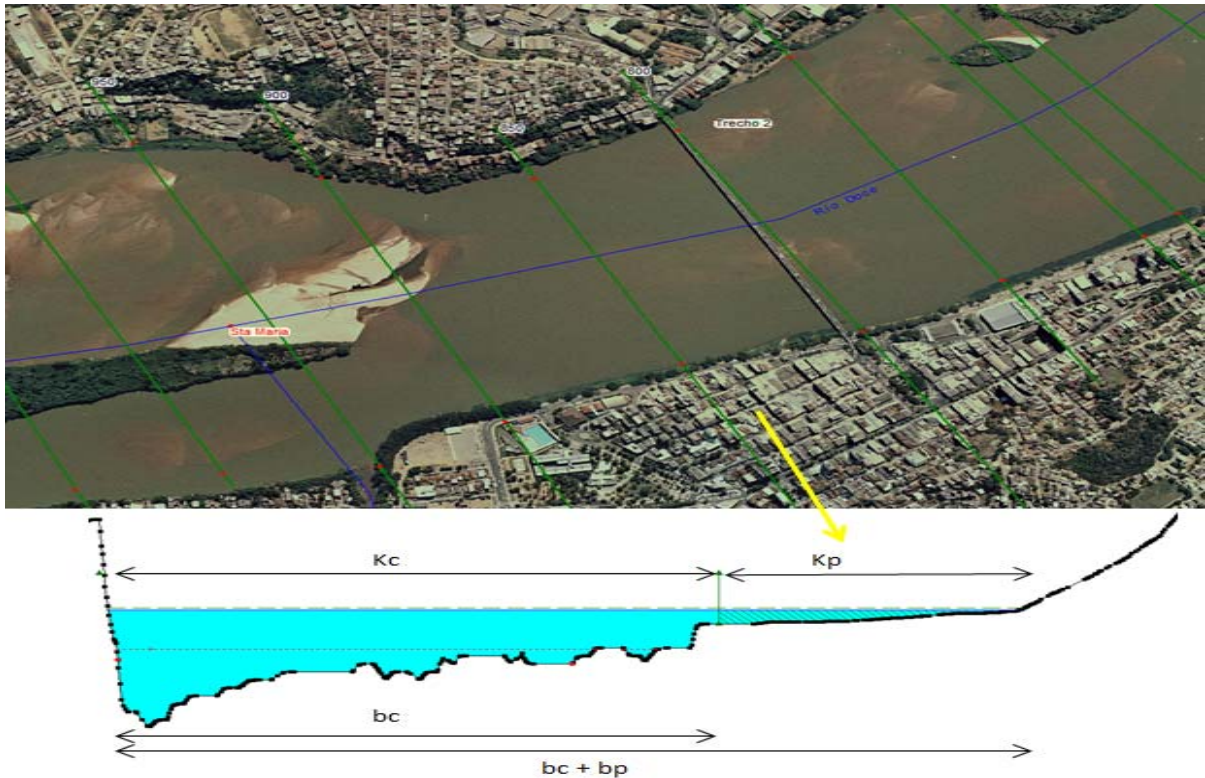 950
900
850
800
Trecho 2
Rio Doce
Sta Maria
Kc
Kp
bc
bc + bp